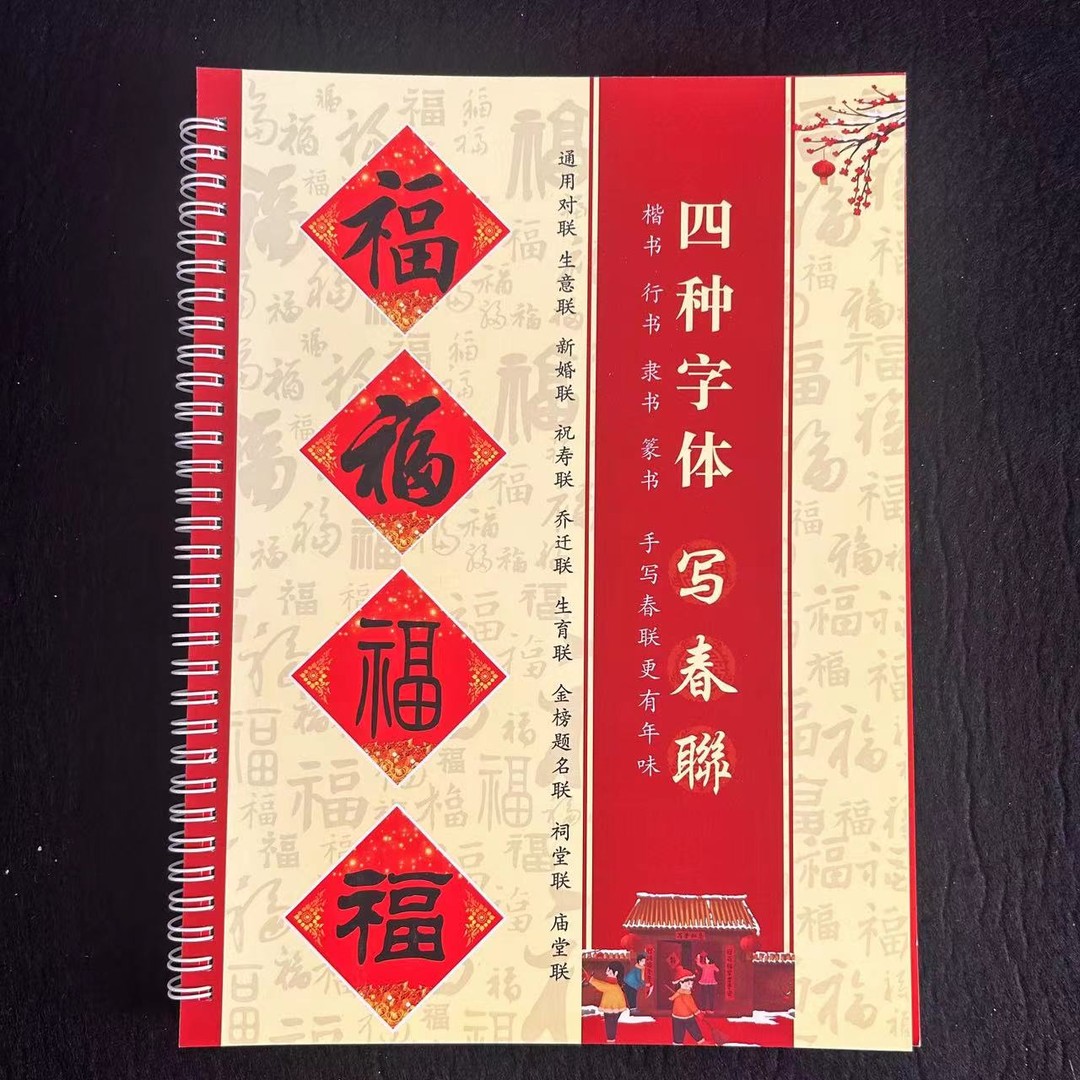 四种字体 写春聯
楷书 行书 隶书 篆书 手写春联更有年味
通用对联 生意联 新婚联 祝寿联 乔迁联 生育联 金榜题名联 祠堂联 庙堂联
福
福
福
福